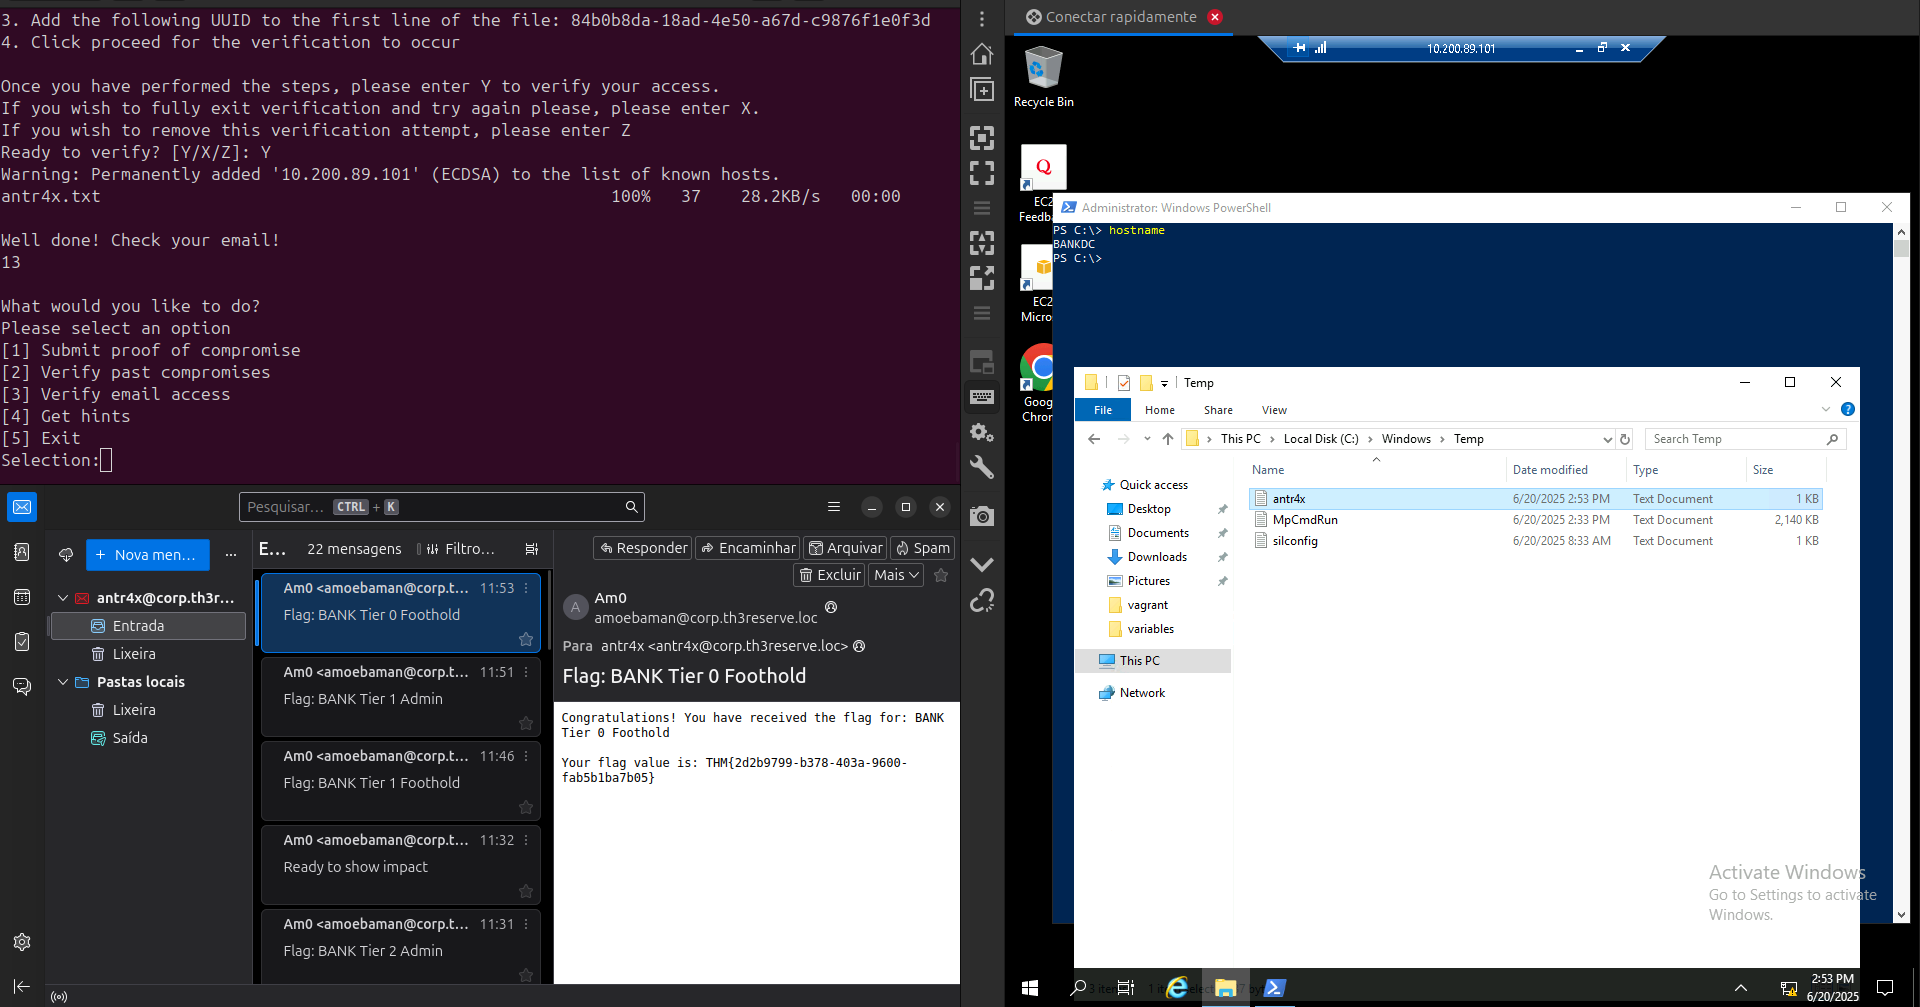 3. Add the following UUID to the first line of the file: 84b0b8da-18ad-4e50-a67d-c9876f1e0f3d
4. Click proceed for the verification to occur
Once you have performed the steps, please enter Y to verify your access.
If you wish to fully exit verification and try again please, please enter X.
If you wish to remove this verification attempt, please enter Z
Ready to verify? [Y/X/Z]: Y
Warning: Permanently added '10.200.89.101' (ECDSA) to the list of known hosts.
antr4x.txt 100% 37 28.2KB/s 00:00
Well done! Check your email!
13
What would you like to do?
Please select an option
[1] Submit proof of compromise
[2] Verify past compromises
[3] Verify email access
[4] Get hints
[5] Exit
Selection:
Pesquisar… CTRL + K
+ Nova men… ...
antr4x@corp.th3r…
Entrada
Lixeira
Pastas locais
Lixeira
Saída
E… 22 mensagens Filtro…
Am0 <amoebaman@corp.t… 11:53
Flag: BANK Tier 0 Foothold
Am0 <amoebaman@corp.t… 11:51
Flag: BANK Tier 1 Admin
Am0 <amoebaman@corp.t… 11:46
Flag: BANK Tier 1 Foothold
Am0 <amoebaman@corp.t… 11:32
Ready to show impact
Am0 <amoebaman@corp.t… 11:31
Flag: BANK Tier 2 Admin
Responder Encaminhar Arquivar Spam
Excluir Mais
A
Am0
amoebaman@corp.th3reserve.loc
Para antr4x <antr4x@corp.th3reserve.loc>
Flag: BANK Tier 0 Foothold
Congratulations! You have received the flag for: BANK
Tier 0 Foothold
Your flag value is: THM{2d2b9799-b378-403a-9600-
fab5b1ba7b05}
Conectar rapidamente
10.200.89.101
Recycle Bin
EC2
Feedba
EC2
Micros
Goog
Chrom
Administrator: Windows PowerShell
PS C:\> hostname
BANKDC
PS C:\>
Temp
File Home Share View
This PC > Local Disk (C:) > Windows > Temp
Search Temp
Name Date modified Type Size
antr4x 6/20/2025 2:53 PM Text Document 1 KB
MpCmdRun 6/20/2025 2:33 PM Text Document 2,140 KB
silconfig 6/20/2025 8:33 AM Text Document 1 KB
Quick access
Desktop
Documents
Downloads
Pictures
vagrant
variables
This PC
Network
Activate Windows
Go to Settings to activate
Windows.
2:53 PM
6/20/2025